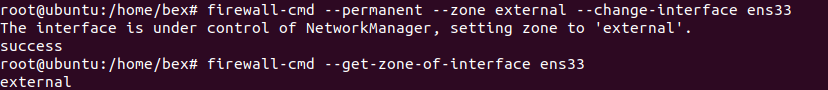 root@ubuntu:/home/bex# firewall-cmd --permanent --zone external --change-interface ens33
The interface is under control of NetworkManager, setting zone to 'external'.
success
root@ubuntu:/home/bex# firewall-cmd --get-zone-of-interface ens33
external